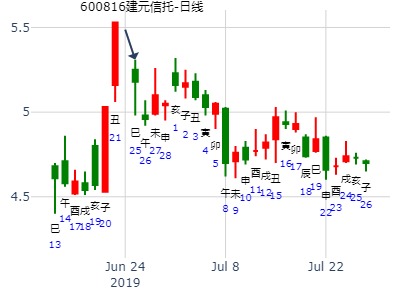 600816建元信托-日线
5.5
5
4.5
巳
13
午
14
酉
17
戌
18
亥
19
子
20
丑
21
巳
25
午
26
未
27
申
28
亥
1
子
2
丑
3
寅
4
卯
5
午
8
未
9
申
10
酉
11
戌
12
丑
15
寅
16
卯
17
辰
18
巳
19
申
22
酉
23
戌
24
亥
25
子
26
Jun 24
2019
Jul 8
Jul 22